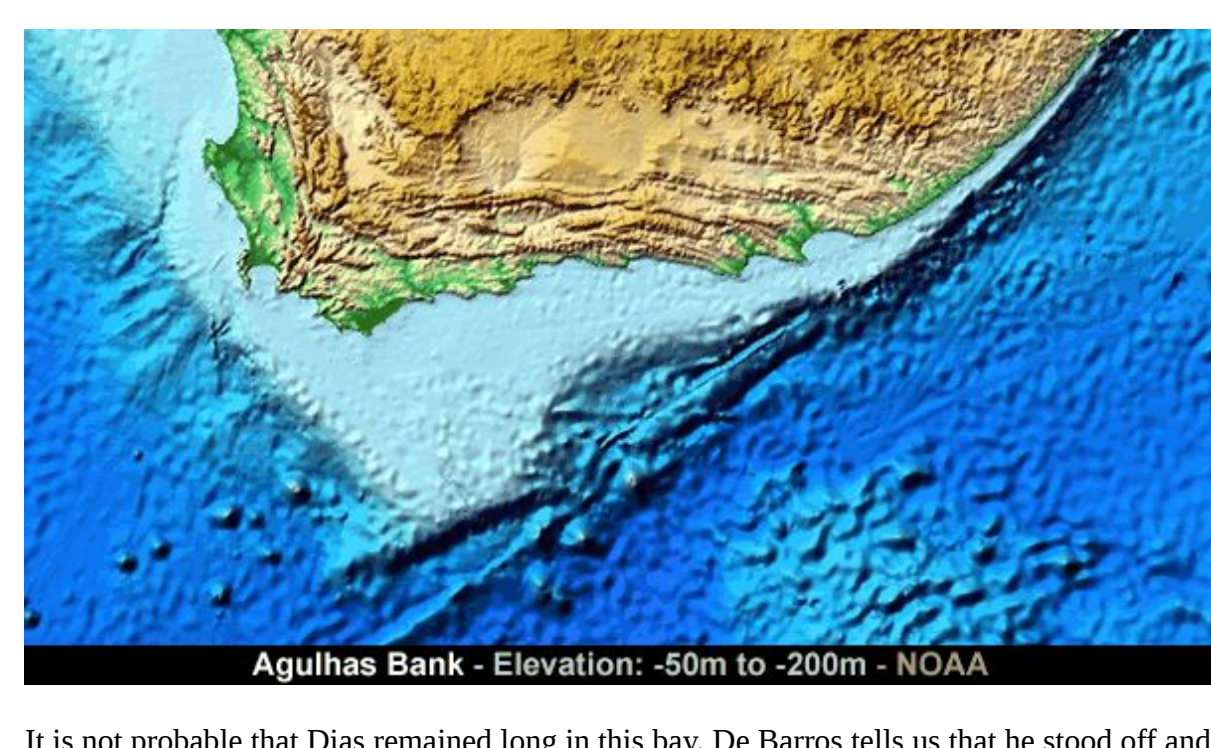 Agulhas Bank - Elevation: -50m to -200m - NOAA
It is not probable that Dias remained long in this bay. De Barros tells us that he stood off and